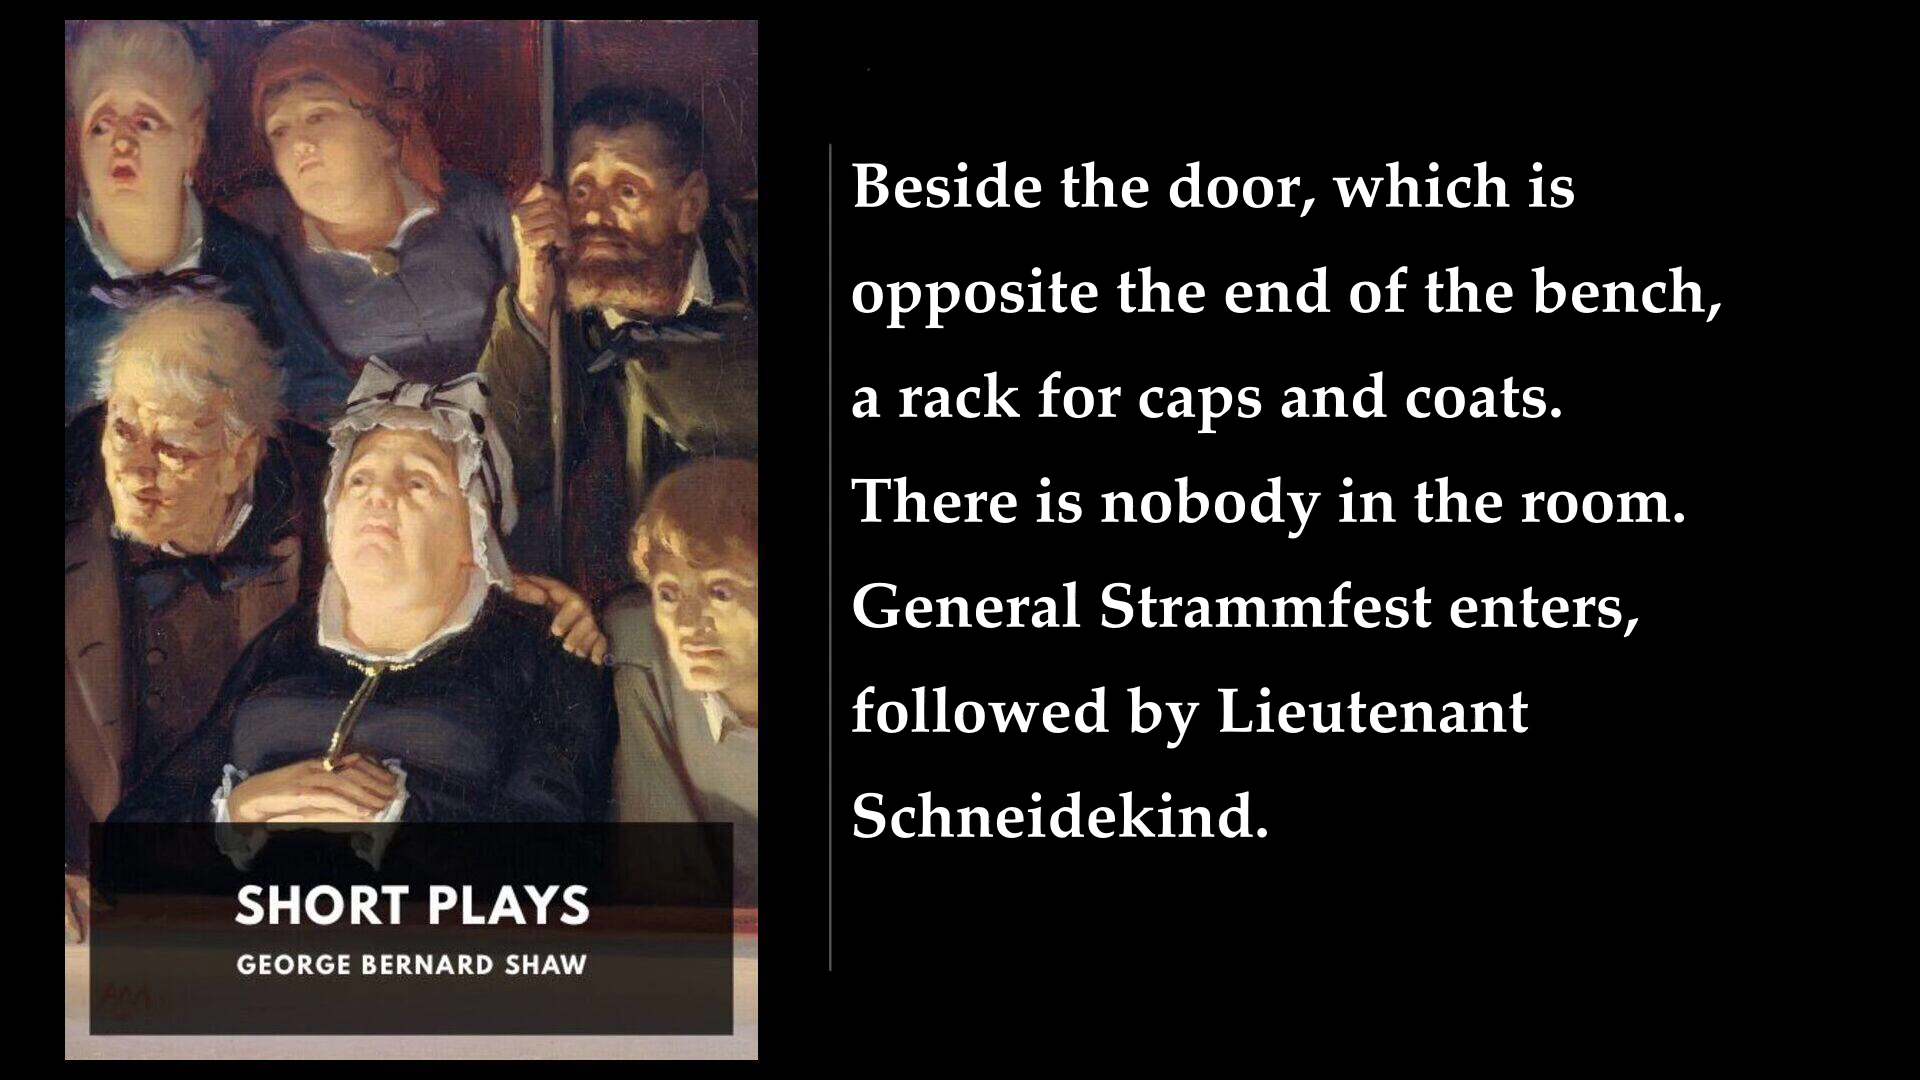 SHORT PLAYS
GEORGE BERNARD SHAW
Beside the door, which is
opposite the end of the bench,
a rack for caps and coats.
There is nobody in the room.
General Strammfest enters,
followed by Lieutenant
Schneidekind.